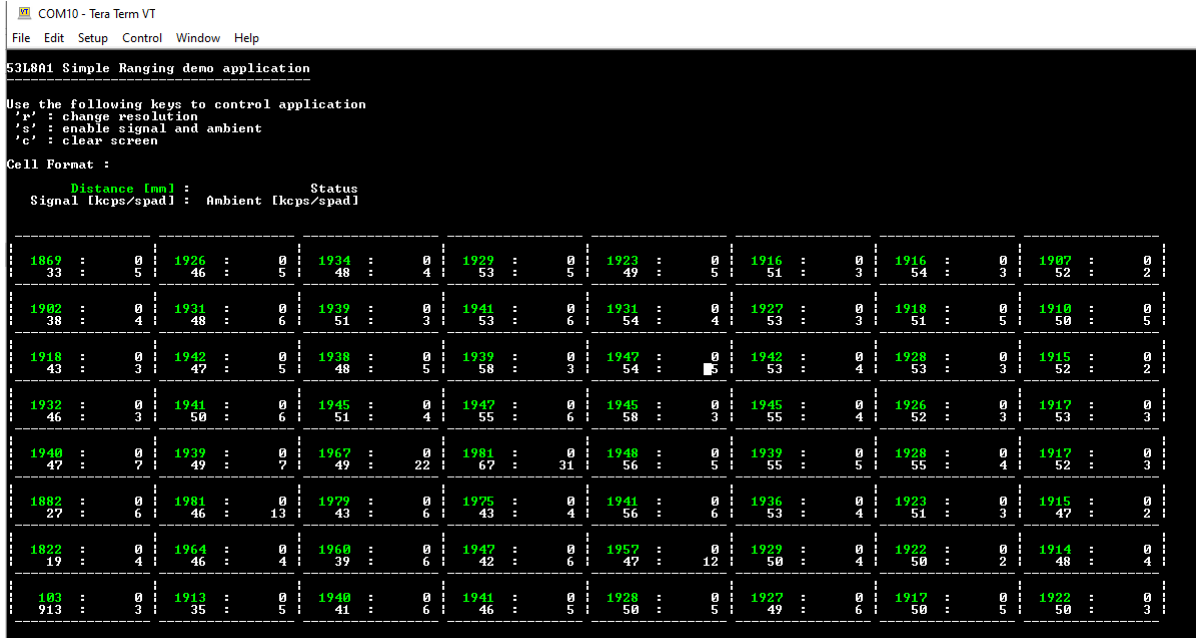 COM10 - Tera Term VT
File Edit Setup Control Window Help
53L8A1 Simple Ranging demo application
Use the following keys to control application
'r' : change resolution
's' : enable signal and ambient
'c' : clear screen
Cell Format :
Distance [mm] : Status
Signal [kcps/spad] : Ambient [kcps/spad]
1869 : 0 1926 : 0 1934 : 0 1929 : 0 1923 : 0 1916 : 0 1916 : 0 1907 : 0
33 : 5 46 : 5 48 : 4 53 : 5 49 : 5 51 : 3 54 : 3 52 : 2
1902 : 0 1931 : 0 1939 : 0 1941 : 0 1931 : 0 1927 : 0 1918 : 0 1910 : 0
38 : 4 48 : 6 51 : 3 53 : 6 54 : 4 53 : 3 51 : 5 50 : 5
1918 : 0 1942 : 0 1938 : 0 1939 : 0 1947 : 0 1942 : 0 1928 : 0 1915 : 0
43 : 3 47 : 5 48 : 5 58 : 3 54 : 5 53 : 4 53 : 3 52 : 2
1932 : 0 1941 : 0 1945 : 0 1947 : 0 1945 : 0 1945 : 0 1926 : 0 1917 : 0
46 : 3 50 : 6 51 : 4 55 : 6 58 : 3 55 : 4 52 : 3 53 : 3
1940 : 0 1939 : 0 1967 : 0 1981 : 0 1948 : 0 1939 : 0 1928 : 0 1917 : 0
47 : 7 49 : 7 49 : 22 67 : 31 56 : 5 55 : 5 55 : 4 52 : 3
1882 : 0 1981 : 0 1979 : 0 1975 : 0 1941 : 0 1936 : 0 1923 : 0 1915 : 0
27 : 6 46 : 13 43 : 6 43 : 4 56 : 6 53 : 4 51 : 3 47 : 2
1822 : 0 1964 : 0 1960 : 0 1947 : 0 1957 : 0 1929 : 0 1922 : 0 1914 : 0
19 : 4 46 : 4 39 : 6 42 : 6 47 : 12 50 : 4 50 : 2 48 : 4
103 : 0 1913 : 0 1940 : 0 1941 : 0 1928 : 0 1927 : 0 1917 : 0 1922 : 0
913 : 3 35 : 5 41 : 6 46 : 5 50 : 5 49 : 6 50 : 5 50 : 3